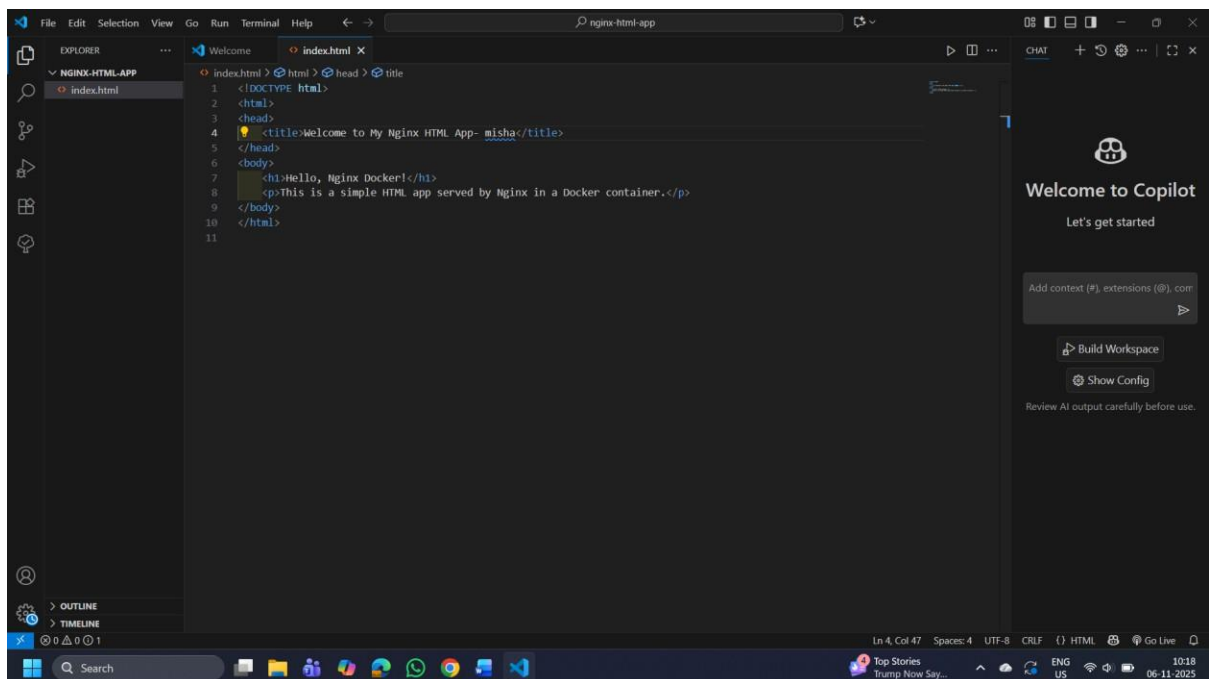 File Edit Selection View Go Run Terminal Help
nginx-html-app
EXPLORER
NGINX-HTML-APP
index.html
OUTLINE
TIMELINE
Welcome
index.html
index.html > html > head > title
1 <!DOCTYPE html>
2 <html>
3 <head>
4 <title>Welcome to My Nginx HTML App- misha</title>
5 </head>
6 <body>
7 <h1>Hello, Nginx Docker!</h1>
8 <p>This is a simple HTML app served by Nginx in a Docker container.</p>
9 </body>
10 </html>
11
CHAT
Welcome to Copilot
Let's get started
Add context (#), extensions (@), com
Build Workspace
Show Config
Review AI output carefully before use.
0 0 1
Ln 4, Col 47 Spaces: 4 UTF-8 CRLF {} HTML Go Live
Search
4
Top Stories
Trump Now Say...
ENG
US
10:18
06-11-2025